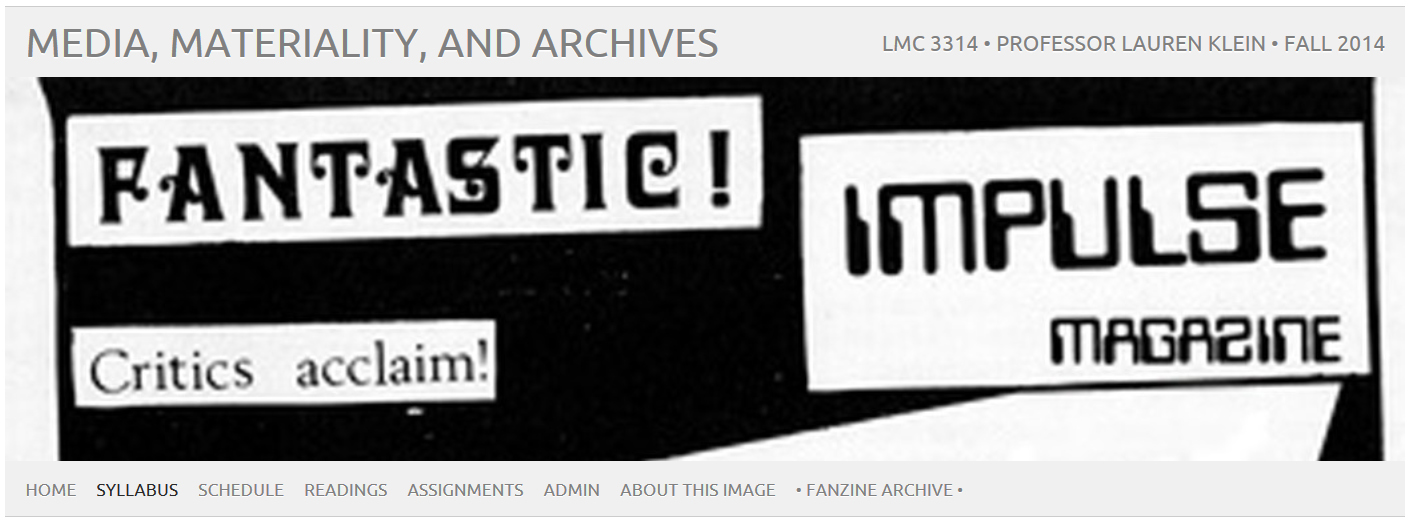 MEDIA, MATERIALITY, AND ARCHIVES
LMC 3314 • PROFESSOR LAUREN KLEIN • FALL 2014
FANTASTIC!
IMPULSE
MAGAZINE
Critics acclaim!
HOME SYLLABUS SCHEDULE READINGS ASSIGNMENTS ADMIN ABOUT THIS IMAGE • FANZINE ARCHIVE •